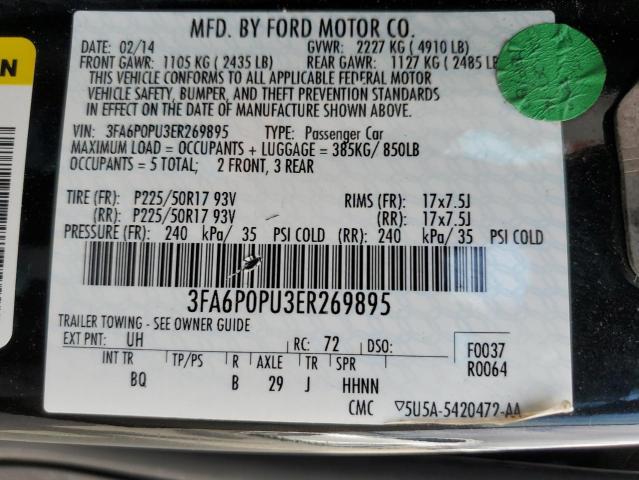 MFD. BY FORD MOTOR CO.
DATE: 02/14 GVWR: 2227 KG ( 4910 LB)
FRONT GAWR: 1105 KG ( 2435 LB) REAR GAWR: 1127 KG ( 2485 LB
THIS VEHICLE CONFORMS TO ALL APPLICABLE FEDERAL MOTOR
VEHICLE SAFETY, BUMPER, AND THEFT PREVENTION STANDARDS
IN EFFECT ON THE DATE OF MANUFACTURE SHOWN ABOVE.
VIN: 3FA6P0PU3ER269895 TYPE: Passenger Car
MAXIMUM LOAD = OCCUPANTS + LUGGAGE = 385KG/ 850LB
OCCUPANTS = 5 TOTAL; 2 FRONT, 3 REAR
TIRE (FR): P225/50R17 93V RIMS (FR): 17x7.5J
(RR): P225/50R17 93V (RR): 17x7.5J
PRESSURE (FR): 240 kPa/ 35 PSI COLD (RR): 240 kPa/ 35 PSI COLD
3FA6P0PU3ER269895
TRAILER TOWING - SEE OWNER GUIDE
EXT PNT: UH RC: 72 DSO: F0037
R0064
INT TR TP/PS R AXLE TR SPR
BQ B 29 J HHNN
CMC ▽5U5A-5420472-AA